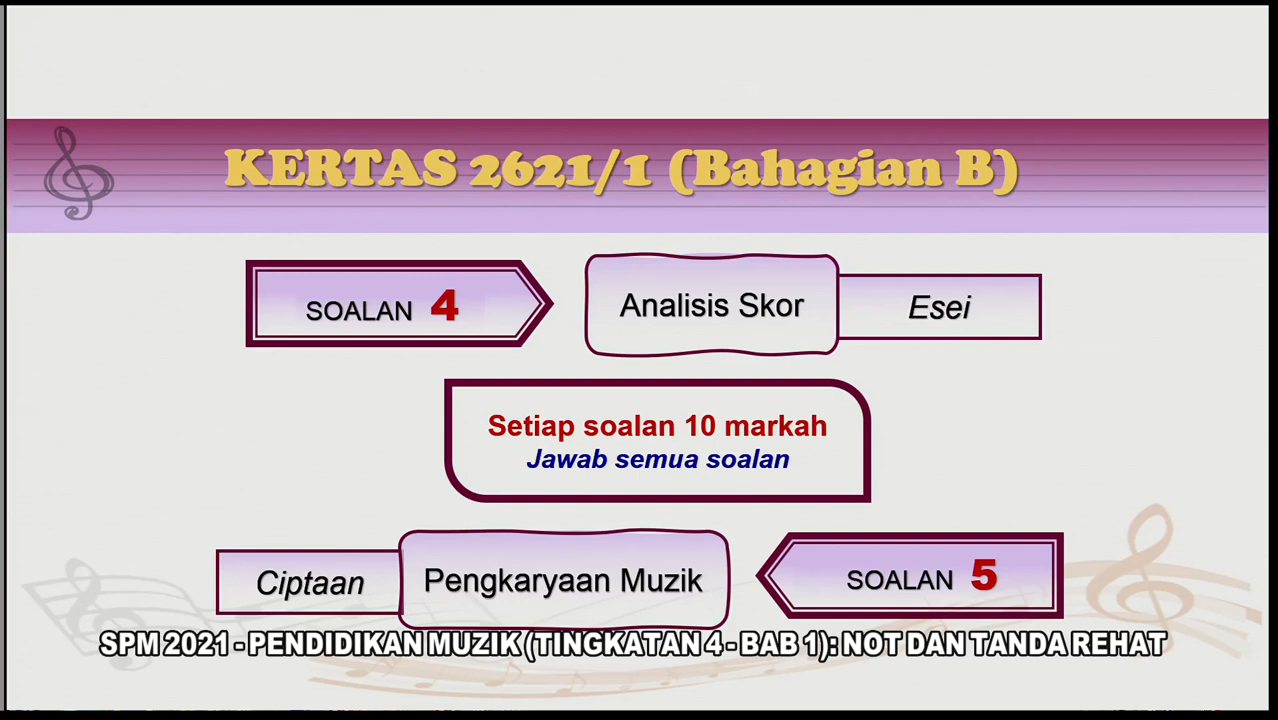 KERTAS 2621/1 (Bahagian B)
SOALAN 4
Analisis Skor
Esei
Setiap soalan 10 markah
Jawab semua soalan
Ciptaan
Pengkaryaan Muzik
SOALAN 5
SPM 2021 - PENDIDIKAN MUZIK (TINGKATAN 4 - BAB 1): NOT DAN TANDA REHAT